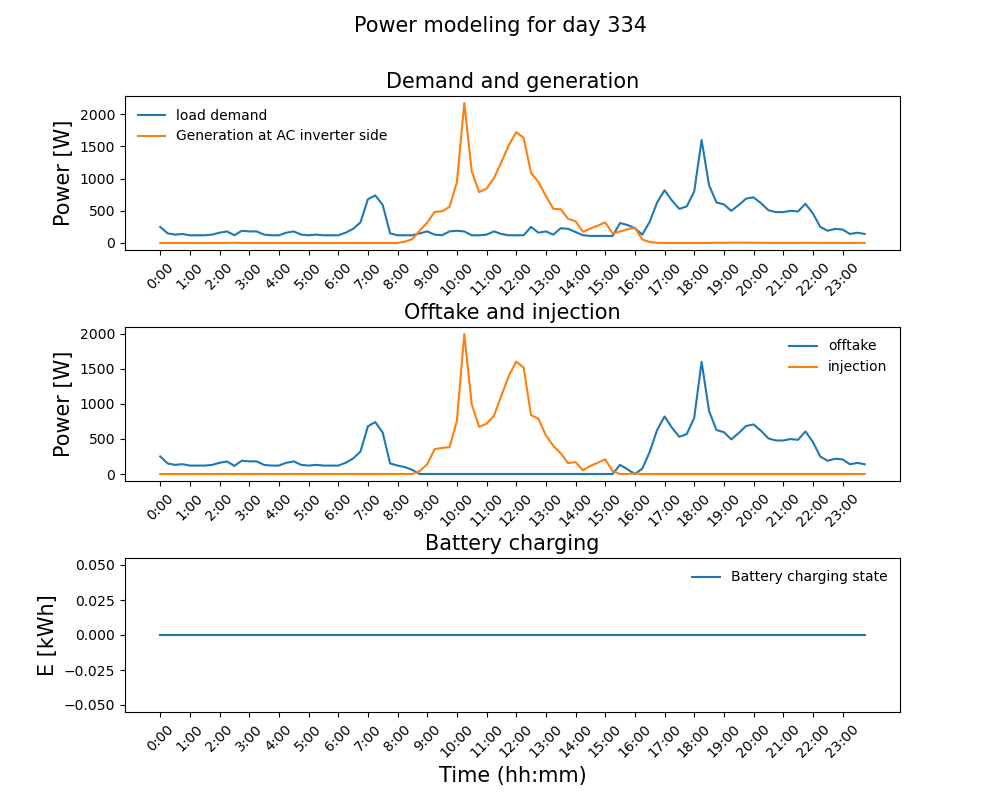 Power modeling for day 334
Demand and generation
Power [W]
2000
1500
1000
500
0
load demand
Generation at AC inverter side
0:00 1:00 2:00 3:00 4:00 5:00 6:00 7:00 8:00 9:00 10:00 11:00 12:00 13:00 14:00 15:00 16:00 17:00 18:00 19:00 20:00 21:00 22:00 23:00
Offtake and injection
Power [W]
2000
1500
1000
500
0
offtake
injection
0:00 1:00 2:00 3:00 4:00 5:00 6:00 7:00 8:00 9:00 10:00 11:00 12:00 13:00 14:00 15:00 16:00 17:00 18:00 19:00 20:00 21:00 22:00 23:00
Battery charging
E [kWh]
0.050
0.025
0.000
−0.025
−0.050
Battery charging state
0:00 1:00 2:00 3:00 4:00 5:00 6:00 7:00 8:00 9:00 10:00 11:00 12:00 13:00 14:00 15:00 16:00 17:00 18:00 19:00 20:00 21:00 22:00 23:00
Time (hh:mm)